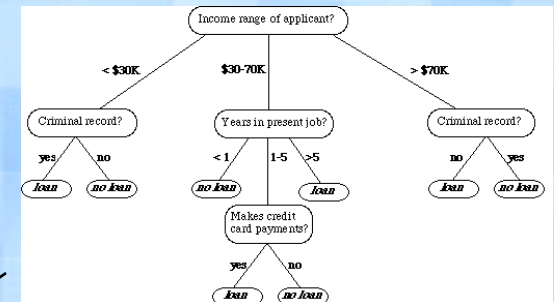 Income range of applicant?
< $30K
$30-70K
> $70K
Criminal record?
Years in present job?
Criminal record?
yes
no
< 1
1-5
>5
no
yes
loan
no loan
no loan
loan
loan
no loan
Makes credit
card payments?
yes
no
loan
no loan